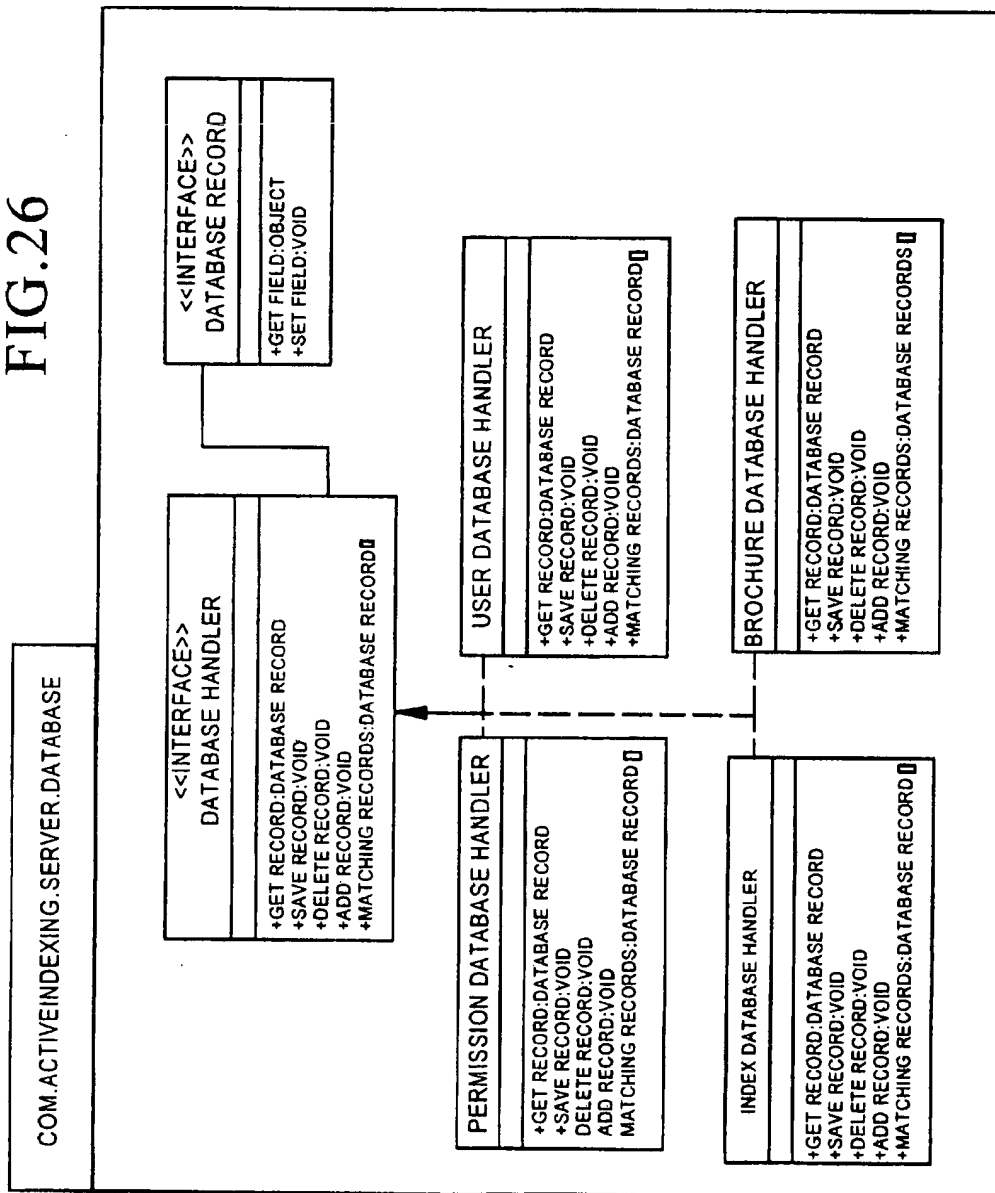 FIG.26
COM.ACTIVEINDEXING.SERVER.DATABASE
<<INTERFACE>>
DATABASE HANDLER
+GET RECORD:DATABASE RECORD
+SAVE RECORD:VOID
+DELETE RECORD:VOID
+ADD RECORD:VOID
+MATCHING RECORDS:DATABASE RECORD[]
<<INTERFACE>>
DATABASE RECORD
+GET FIELD:OBJECT
+SET FIELD:VOID
PERMISSION DATABASE HANDLER
+GET RECORD:DATABASE RECORD
+SAVE RECORD:VOID
DELETE RECORD:VOID
ADD RECORD:VOID
MATCHING RECORDS:DATABASE RECORD[]
USER DATABASE HANDLER
+GET RECORD:DATABASE RECORD
+SAVE RECORD:VOID
+DELETE RECORD:VOID
+ADD RECORD:VOID
+MATCHING RECORDS:DATABASE RECORD[]
INDEX DATABASE HANDLER
+GET RECORD:DATABASE RECORD
+SAVE RECORD:VOID
+DELETE RECORD:VOID
+ADD RECORD:VOID
+MATCHING RECORDS:DATABASE RECORD[]
BROCHURE DATABASE HANDLER
+GET RECORD:DATABASE RECORD
+SAVE RECORD:VOID
+DELETE RECORD:VOID
+ADD RECORD:VOID
+MATCHING RECORDS:DATABASE RECORDS[]